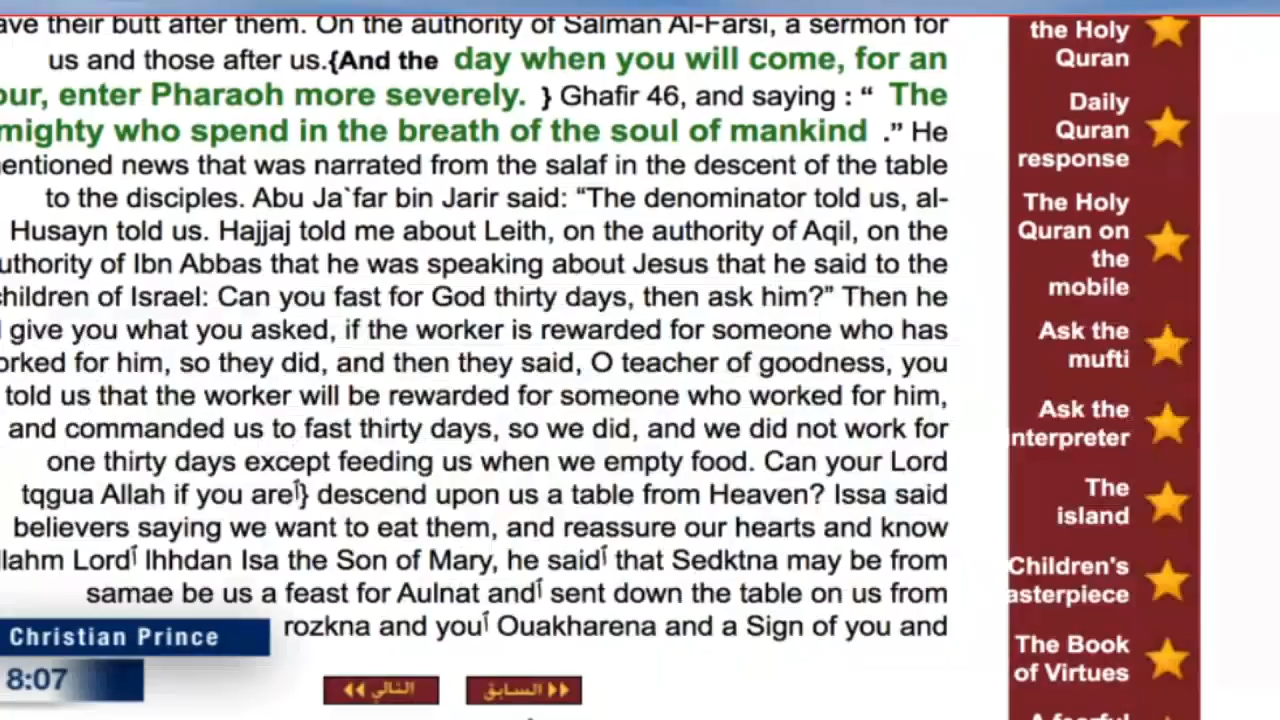 ave their butt after them. On the authority of Salman Al-Farsi, a sermon for
us and those after us.{And the day when you will come, for an
our, enter Pharaoh more severely. } Ghafir 46, and saying : “ The
mighty who spend in the breath of the soul of mankind .” He
entioned news that was narrated from the salaf in the descent of the table
to the disciples. Abu Ja`far bin Jarir said: “The denominator told us, al-
Husayn told us. Hajjaj told me about Leith, on the authority of Aqil, on the
uthority of Ibn Abbas that he was speaking about Jesus that he said to the
children of Israel: Can you fast for God thirty days, then ask him?” Then he
give you what you asked, if the worker is rewarded for someone who has
orked for him, so they did, and then they said, O teacher of goodness, you
told us that the worker will be rewarded for someone who worked for him,
and commanded us to fast thirty days, so we did, and we did not work for
one thirty days except feeding us when we empty food. Can your Lord
tqgua Allah if you areآ} descend upon us a table from Heaven? Issa said
believers saying we want to eat them, and reassure our hearts and know
llahm Lordآ lhhdan Isa the Son of Mary, he saidآ that Sedktna may be from
samae be us a feast for Aulnat andآ sent down the table on us from
rozkna and youآ Ouakharena and a Sign of you and
التالي
السابق
the Holy
Quran
Daily
Quran
response
The Holy
Quran on
the
mobile
Ask the
mufti
Ask the
interpreter
The
island
Children's
asterpiece
The Book
of Virtues
A fearful
Christian Prince
8:07